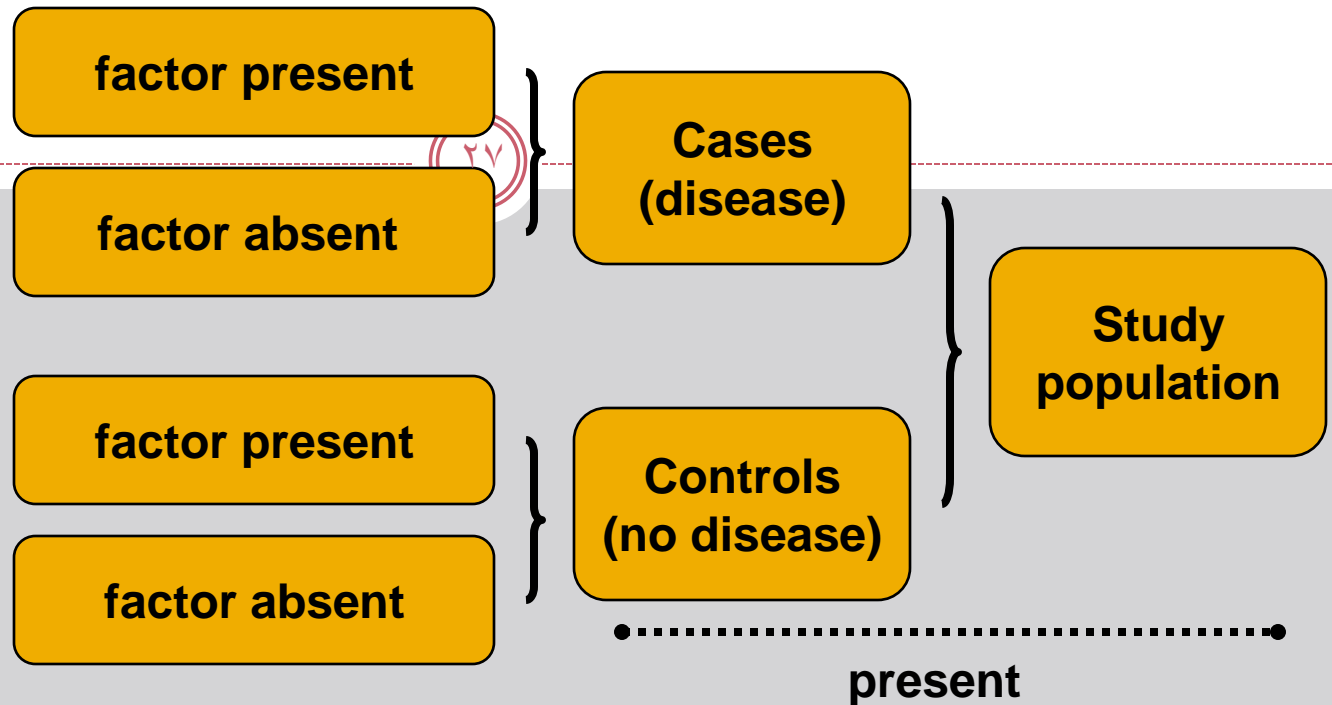 factor present
٢٧
factor absent
Cases
(disease)
factor present
factor absent
Controls
(no disease)
Study
population
present